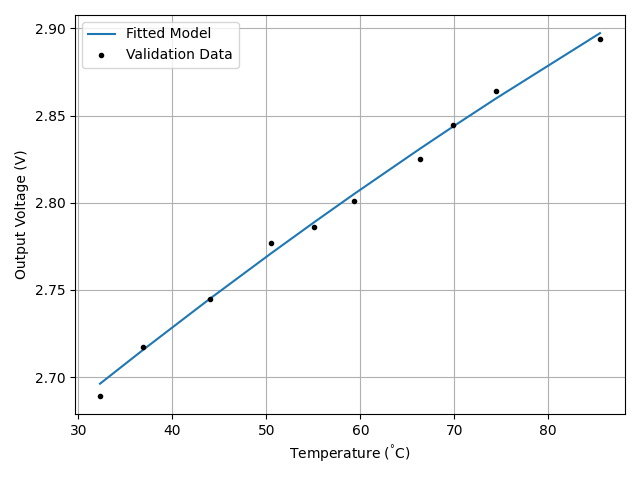 Fitted Model
Validation Data
2.90
2.85
2.80
2.75
2.70
Output Voltage (V)
30 40 50 60 70 80
Temperature (°C)